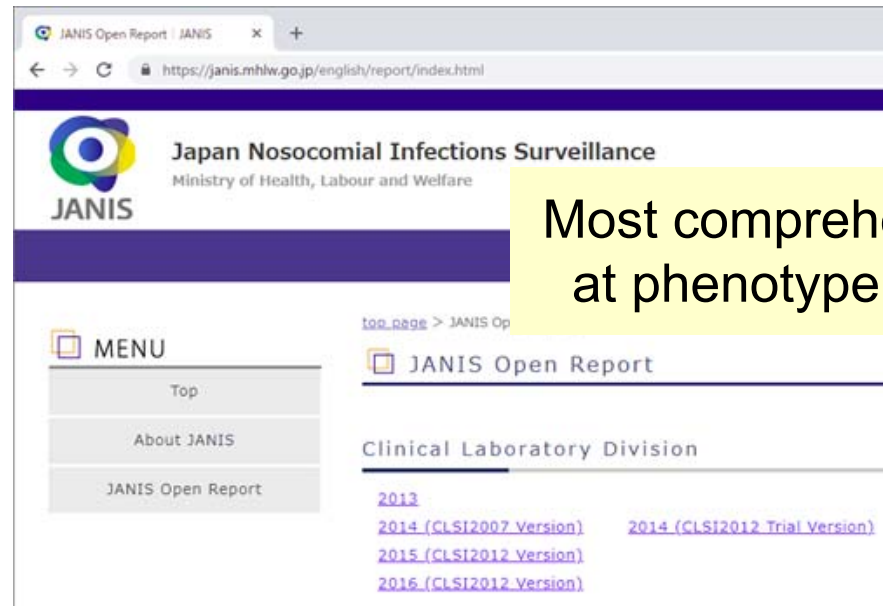 JANIS Open Report | JANIS
https://janis.mhlw.go.jp/english/report/index.html
JANIS
Japan Nosocomial Infections Surveillance
Ministry of Health, Labour and Welfare
Most compreh
at phenotype
top page > JANIS Op
MENU
Top
About JANIS
JANIS Open Report
JANIS Open Report
Clinical Laboratory Division
2013
2014 (CLSI2007 Version) 2014 (CLSI2012 Trial Version)
2015 (CLSI2012 Version)
2016 (CLSI2012 Version)